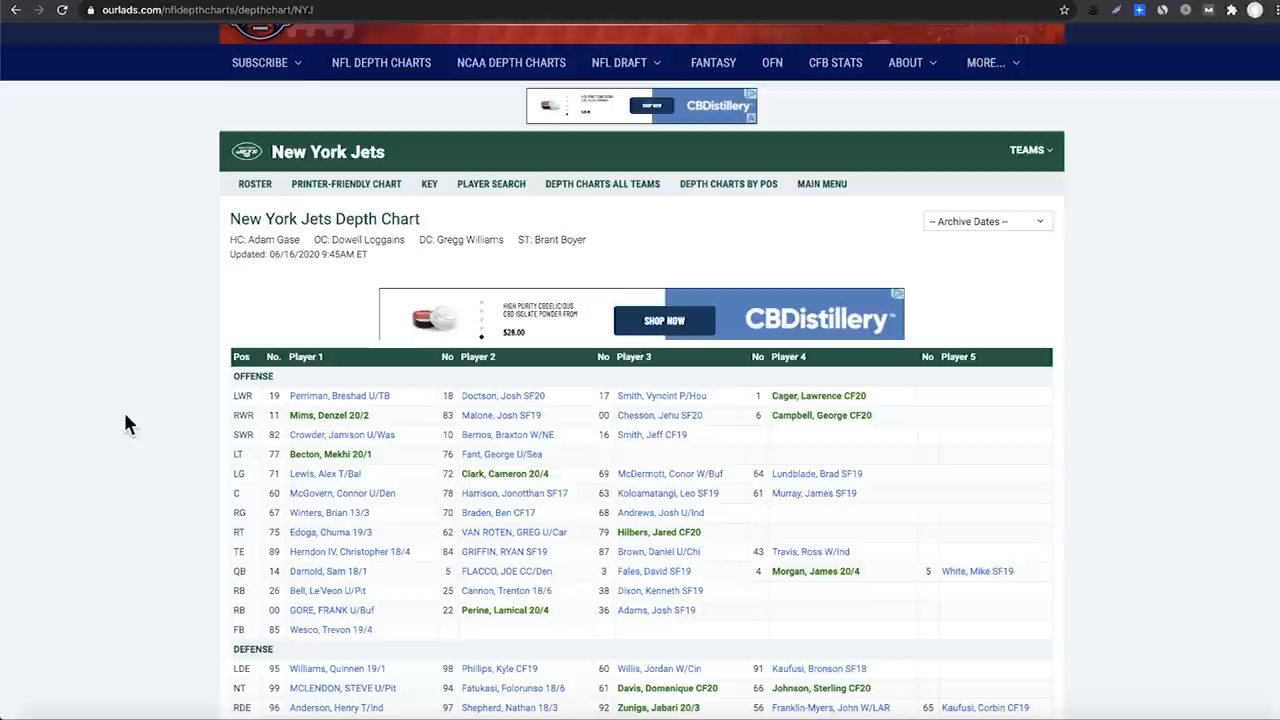 ourlads.com/nfldepthcharts/depthchart/NYJ
SUBSCRIBE NFL DEPTH CHARTS NCAA DEPTH CHARTS NFL DRAFT FANTASY OFN CFB STATS ABOUT MORE...
SHOP NOW CBDistillery
New York Jets TEAMS
ROSTER PRINTER-FRIENDLY CHART KEY PLAYER SEARCH DEPTH CHARTS ALL TEAMS DEPTH CHARTS BY POS MAIN MENU
New York Jets Depth Chart -- Archive Dates --
HC: Adam Gase OC: Dowell Loggains DC: Gregg Williams ST: Brant Boyer
Updated: 06/16/2020 9:45AM ET
HIGH PURITY CBDELICIOUS
CBD ISOLATE POWDER FROM
$28.00
SHOP NOW
CBDistillery™
Pos No. Player 1 No Player 2 No Player 3 No Player 4 No Player 5
OFFENSE
LWR 19 Perriman, Breshad U/TB 18 Doctson, Josh SF20 17 Smith, Vyncint P/Hou 1 Cager, Lawrence CF20
RWR 11 Mims, Denzel 20/2 83 Malone, Josh SF19 00 Chesson, Jehu SF20 6 Campbell, George CF20
SWR 82 Crowder, Jamison U/Was 10 Berrios, Braxton W/NE 16 Smith, Jeff CF19
LT 77 Becton, Mekhi 20/1 76 Fant, George U/Sea
LG 71 Lewis, Alex T/Bal 72 Clark, Cameron 20/4 69 McDermott, Conor W/Buf 64 Lundblade, Brad SF19
C 60 McGovern, Connor U/Den 78 Harrison, Jonotthan SF17 63 Koloamatangi, Leo SF19 61 Murray, James SF19
RG 67 Winters, Brian 13/3 70 Braden, Ben CF17 68 Andrews, Josh U/Ind
RT 75 Edoga, Chuma 19/3 62 VAN ROTEN, GREG U/Car 79 Hilbers, Jared CF20
TE 89 Herndon IV, Christopher 18/4 84 GRIFFIN, RYAN SF19 87 Brown, Daniel U/Chi 43 Travis, Ross W/Ind
QB 14 Darnold, Sam 18/1 5 FLACCO, JOE CC/Den 3 Fales, David SF19 4 Morgan, James 20/4 5 White, Mike SF19
RB 26 Bell, Le'Veon U/Pit 25 Cannon, Trenton 18/6 38 Dixon, Kenneth SF19
RB 00 GORE, FRANK U/Buf 22 Perine, Lamical 20/4 36 Adams, Josh SF19
FB 85 Wesco, Trevon 19/4
DEFENSE
LDE 95 Williams, Quinnen 19/1 98 Phillips, Kyle CF19 60 Willis, Jordan W/Cin 91 Kaufusi, Bronson SF18
NT 99 MCLENDON, STEVE U/Pit 94 Fatukasi, Folorunso 18/6 61 Davis, Domenique CF20 66 Johnson, Sterling CF20
RDE 96 Anderson, Henry T/Ind 97 Shepherd, Nathan 18/3 92 Zuniga, Jabari 20/3 56 Franklin-Myers, John W/LAR 65 Kaufusi, Corbin CF19